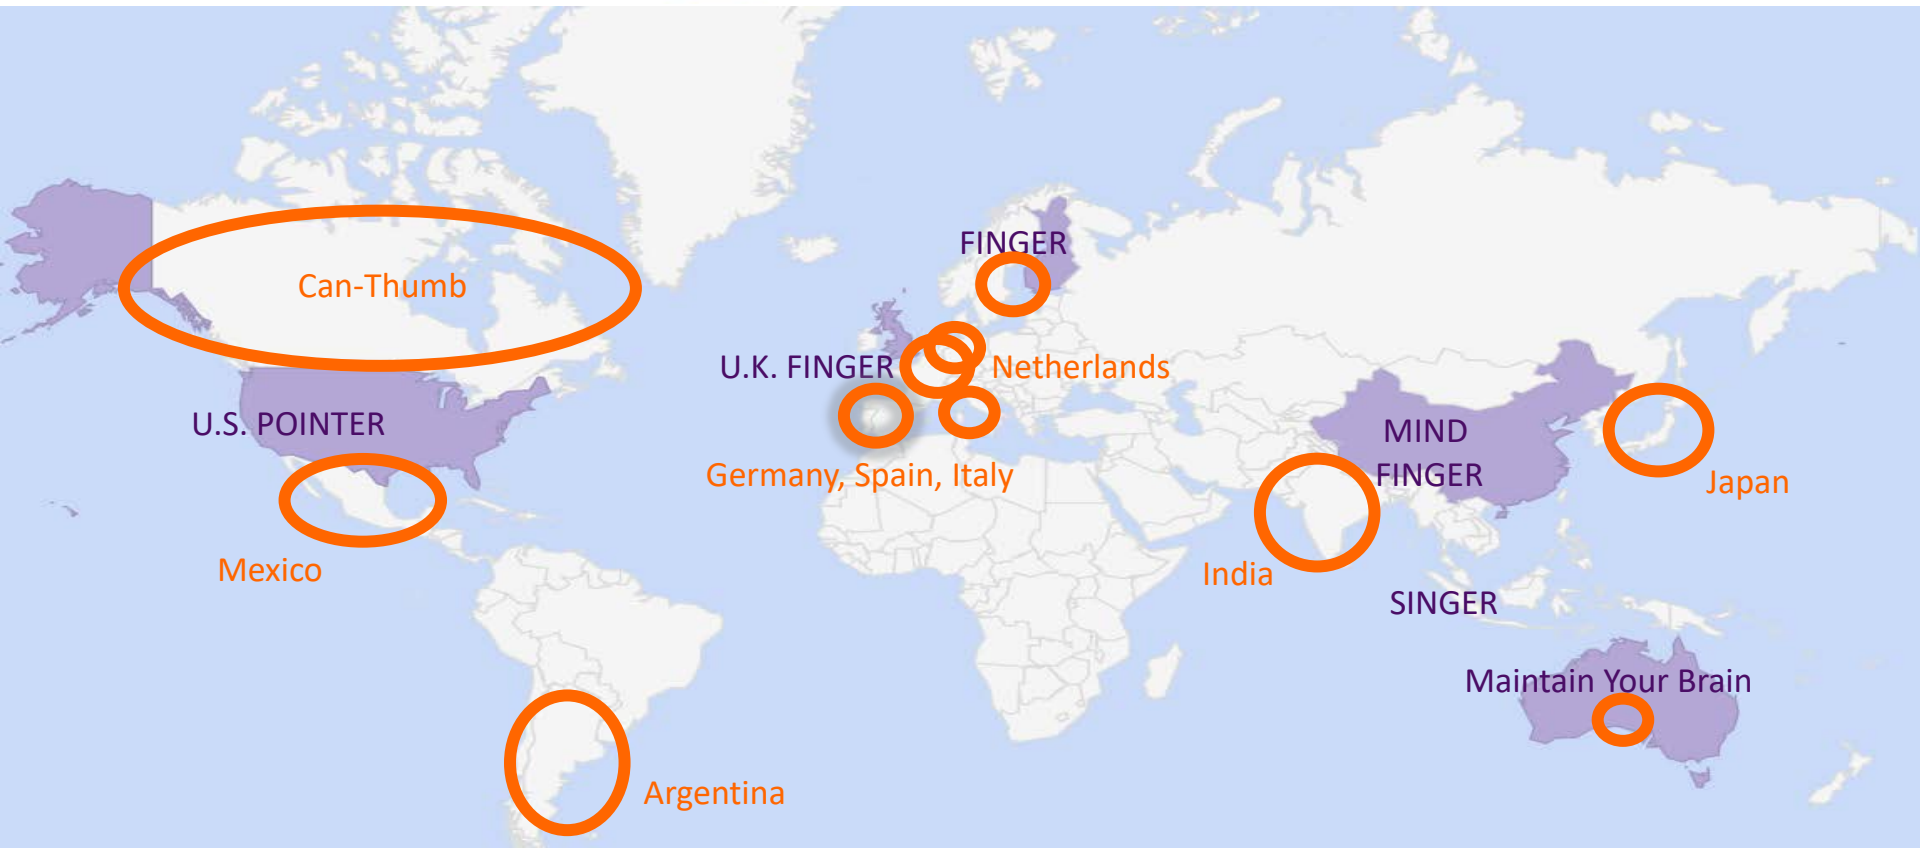 FINGER
Can-Thumb
U.K. FINGER
Netherlands
U.S. POINTER
MIND
FINGER
Germany, Spain, Italy
Japan
Mexico
India
SINGER
Maintain Your Brain
Argentina